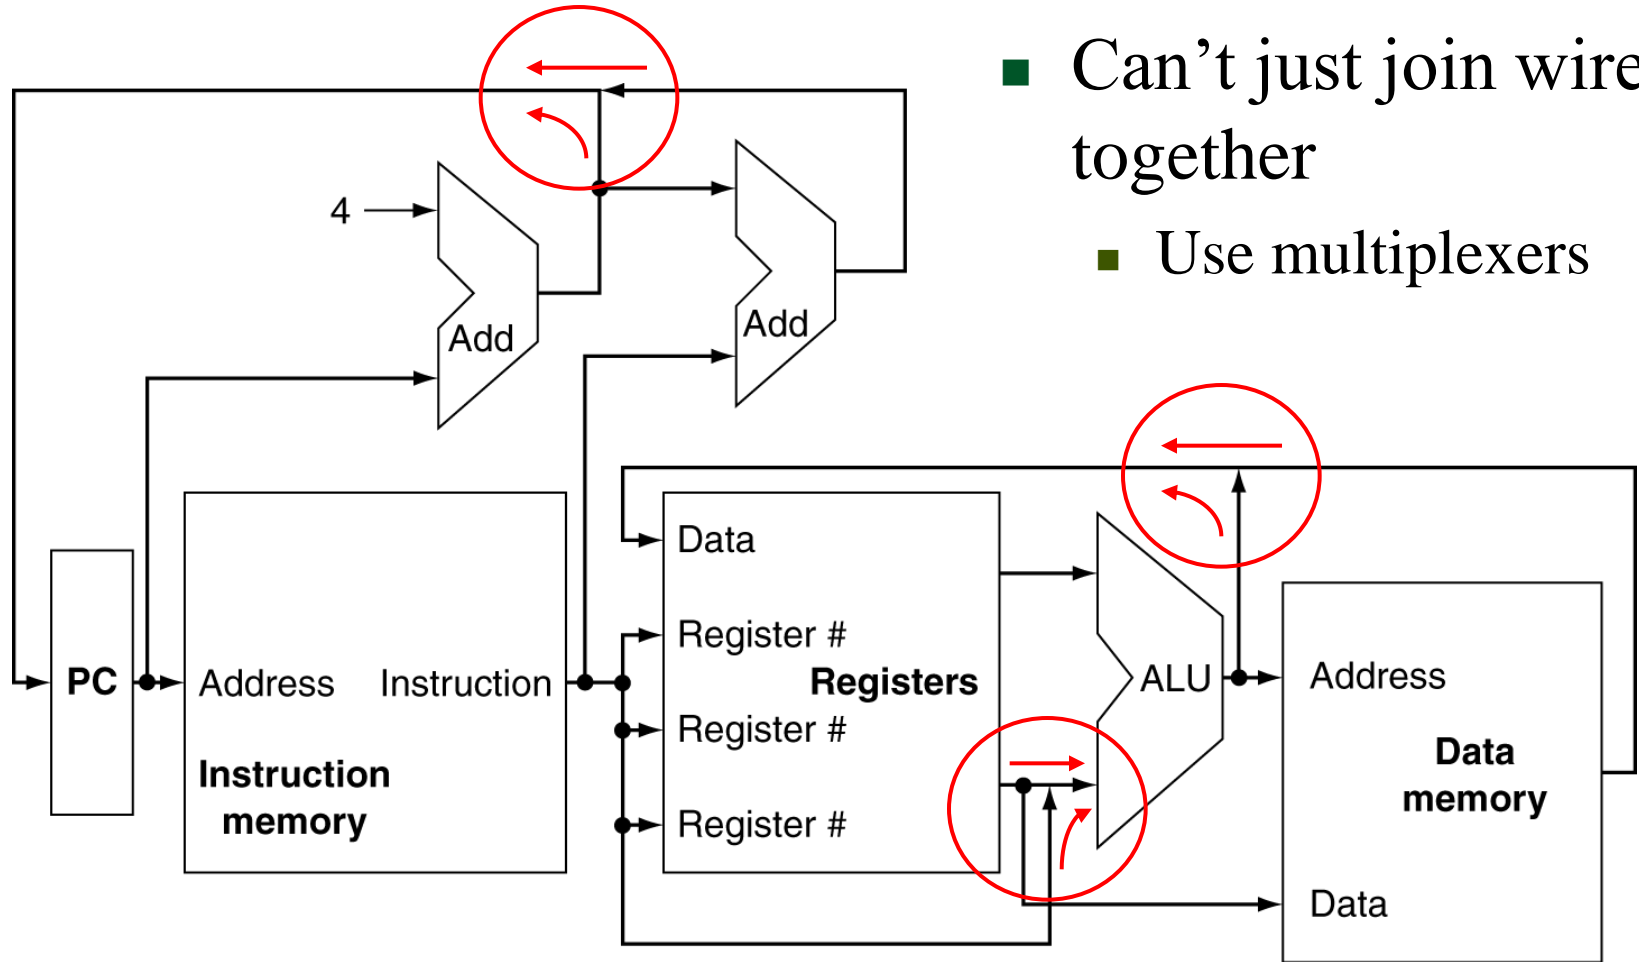 ■ Can’t just join wire
together
■ Use multiplexers
4
Add
Add
Data
Register #
PC
Address
Instruction
Registers
ALU
Address
Register #
Instruction
memory
Data
memory
Register #
Data